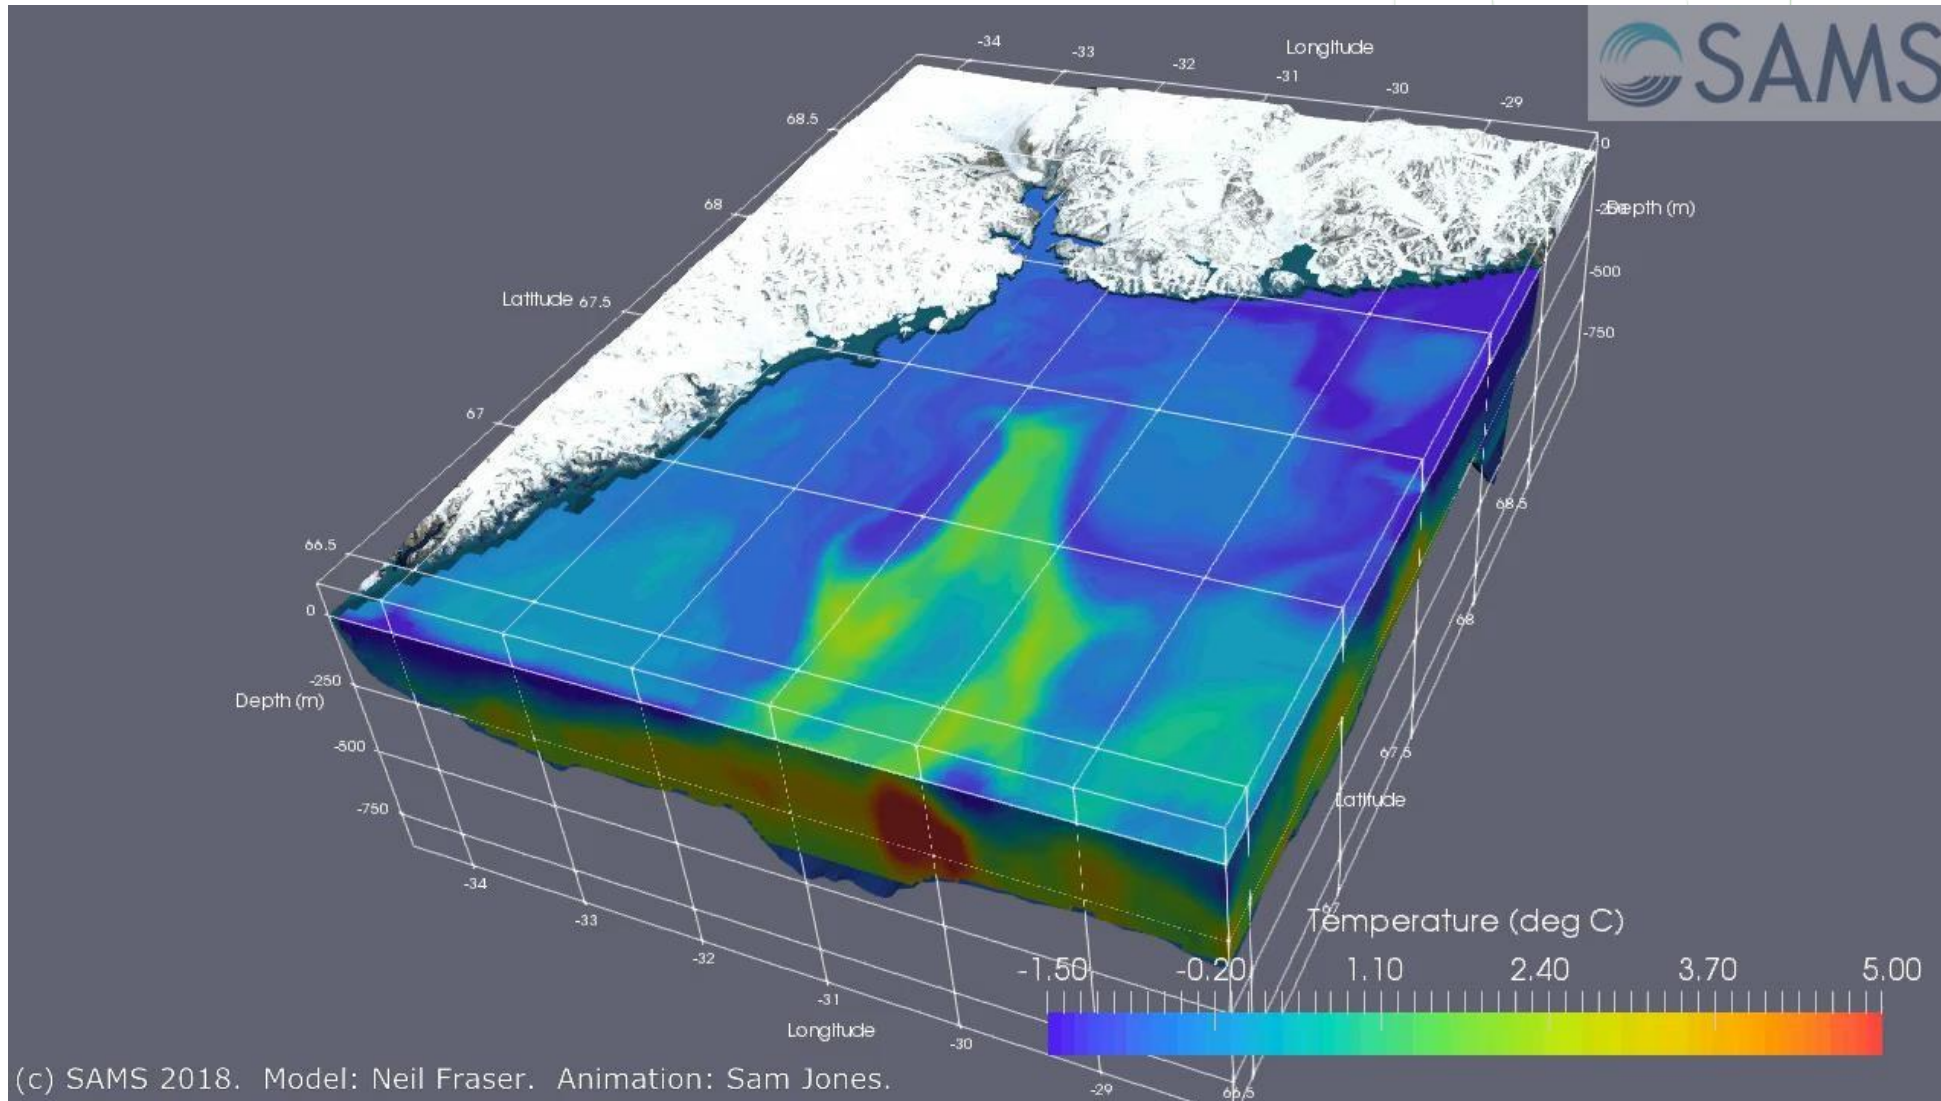 SAMS
Longitude
-34
-33
-32
-31
-30
-29
68.5
68
Latitude 67.5
67
66.5
0
Depth (m)
-500
-750
0
-250
Depth (m)
-500
-750
-34
-33
-32
-31
-30
-29
Longitude
68.5
68
67.5
Latitude
67
66.5
Temperature (deg C)
-1.50 -0.20 1.10 2.40 3.70 5.00
(c) SAMS 2018. Model: Neil Fraser. Animation: Sam Jones.